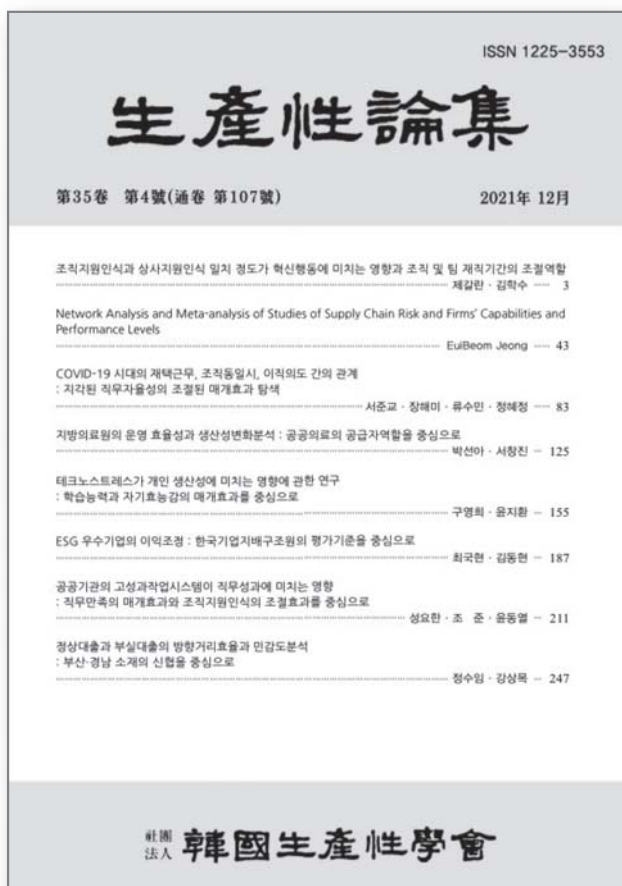 ISSN 1225-3553
生産性論集
第35卷 第4號(通卷 第107號)
2021年 12月
조직지원인식과 상사지원인식 일치 정도가 혁신행동에 미치는 영향과 조직 및 팀 재직기간의 조절역할
제갈란 · 김학수 ····· 3
Network Analysis and Meta-analysis of Studies of Supply Chain Risk and Firms' Capabilities and
Performance Levels
EuiBeom Jeong ····· 43
COVID-19 시대의 재택근무, 조직동일시, 이직의도 간의 관계
: 지각된 직무자율성의 조절된 매개효과 탐색
서준교 · 장해미 · 류수민 · 정혜정 ····· 83
지방의료원의 운영 효율성과 생산성변화분석 : 공공의료의 공급자역할을 중심으로
박선아 · 서창진 ··· 125
테크노스트레스가 개인 생산성에 미치는 영향에 관한 연구
: 학습능력과 자기효능감의 매개효과를 중심으로
구영희 · 윤지환 ··· 155
ESG 우수기업의 이익조정 : 한국기업지배구조원의 평가기준을 중심으로
최국현 · 김동현 ··· 187
공공기관의 고성과작업시스템이 직무성과에 미치는 영향
: 직무만족의 매개효과와 조직지원인식의 조절효과를 중심으로
성요한 · 조 준 · 윤동열 ··· 211
정상대출과 부실대출의 방향거리효율과 민감도분석
: 부산·경남 소재의 신협을 중심으로
정수임 · 강상목 ··· 247
社團
法人 韓國生産性學會